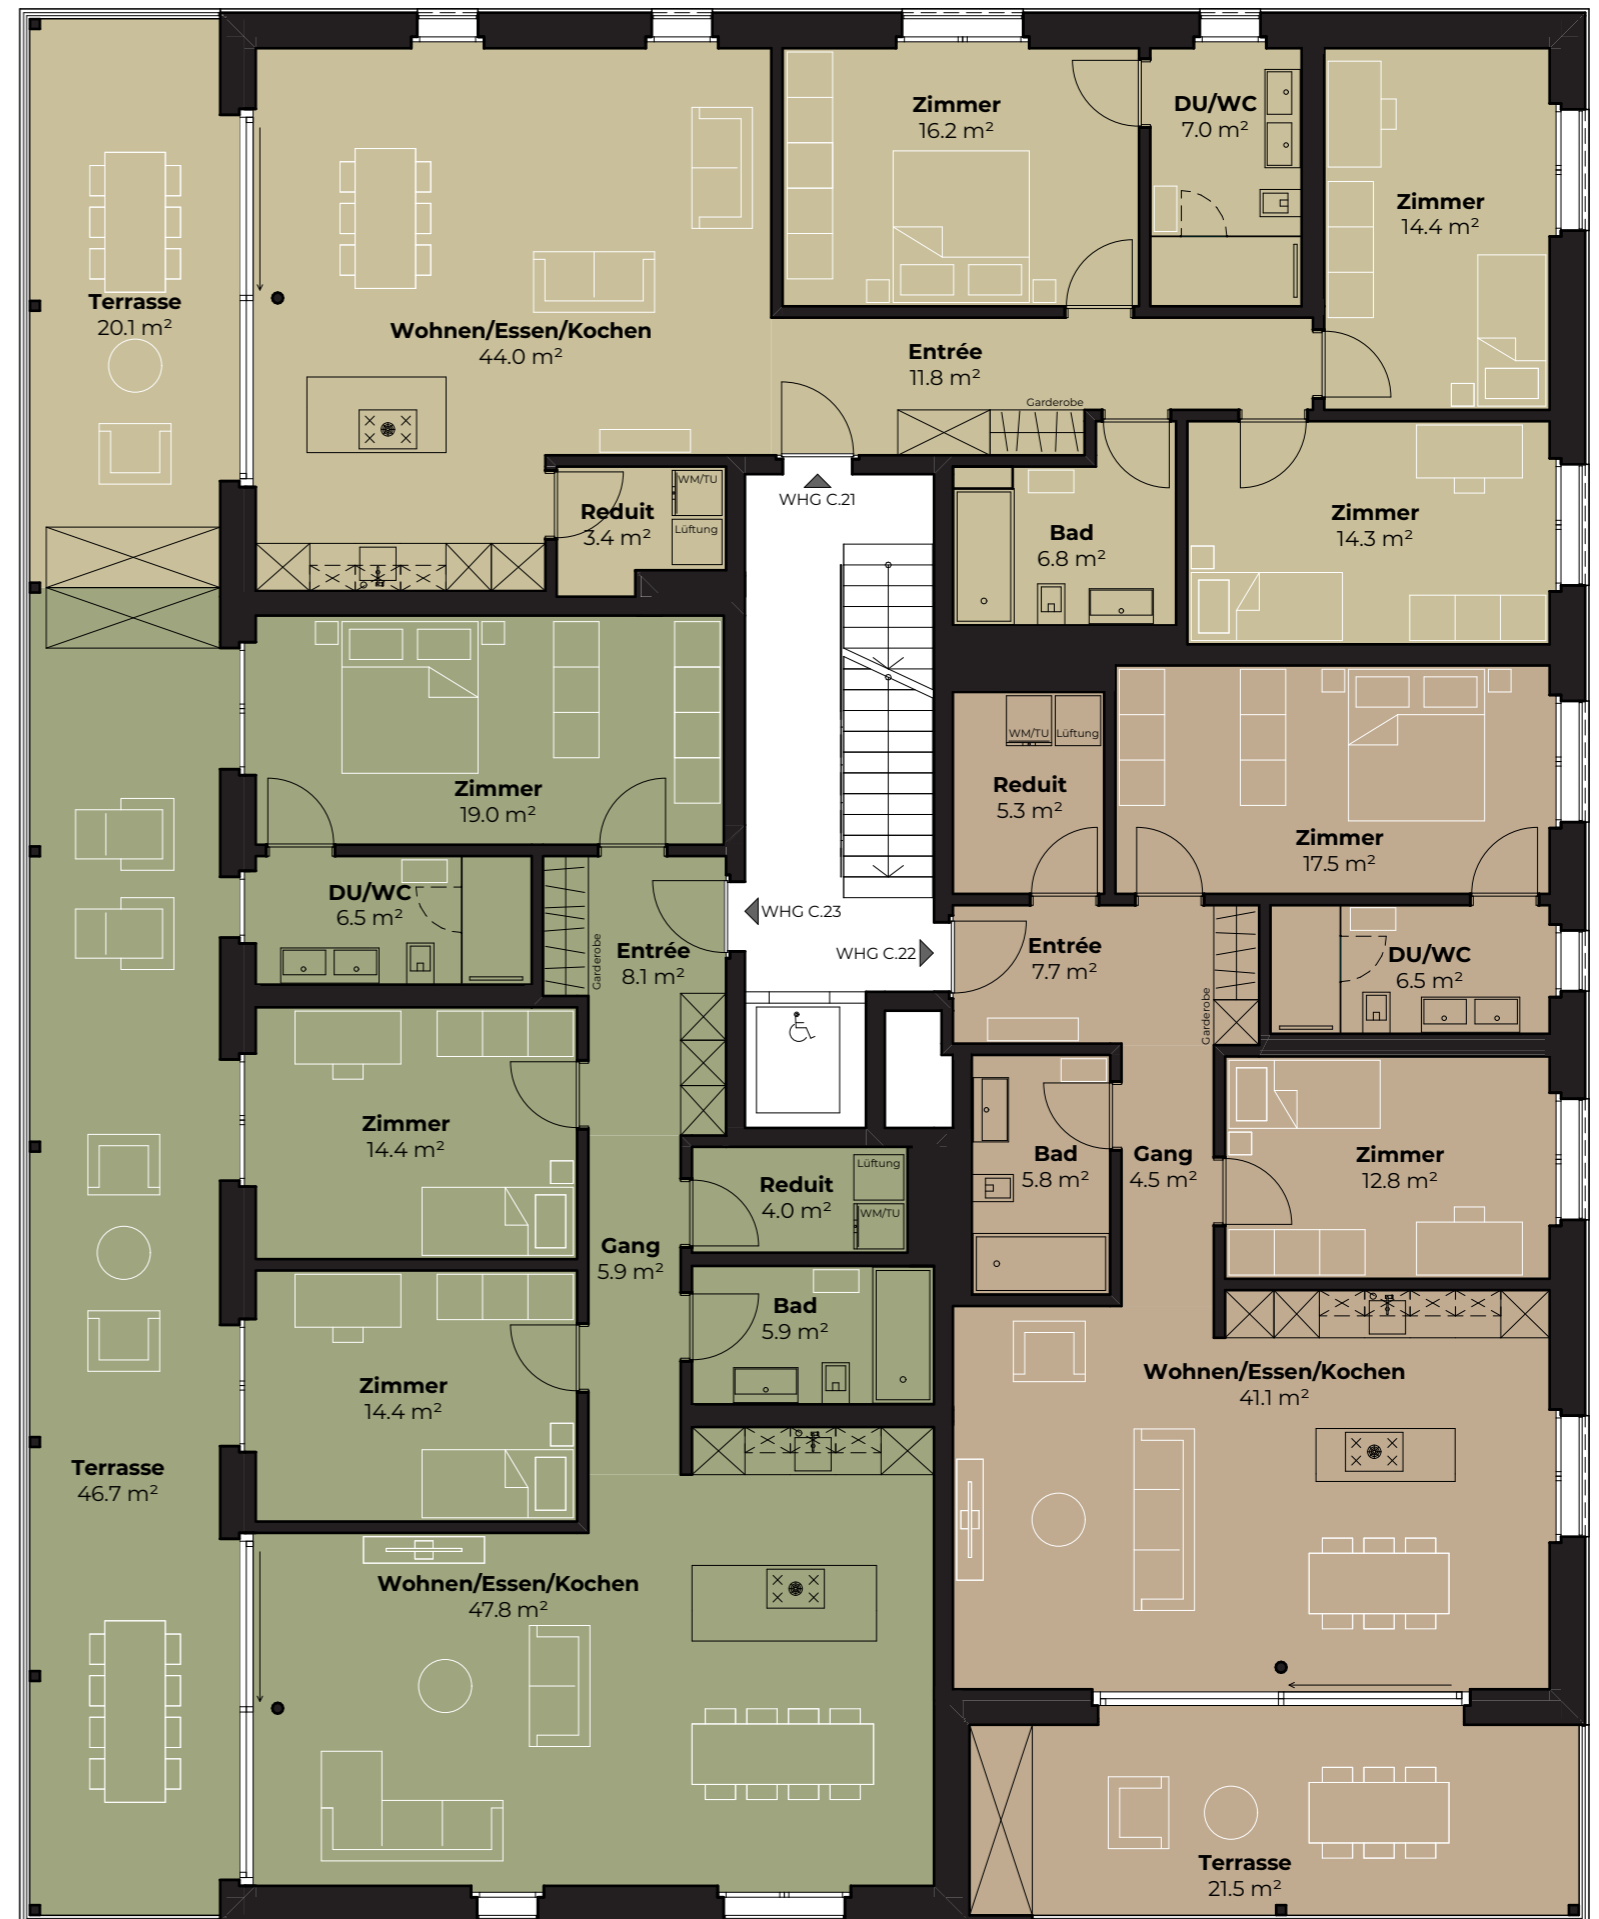 Zimmer
16.2 m²
DU/WC
7.0 m²
Zimmer
14.4 m²
Terrasse
20.1 m²
Wohnen/Essen/Kochen
44.0 m²
Entrée
11.8 m²
Garderobe
WM/TU
Lüftung
Reduit
3.4 m²
WHG C.21
Bad
6.8 m²
Zimmer
14.3 m²
Zimmer
19.0 m²
WM/TU
Lüftung
Reduit
5.3 m²
Zimmer
17.5 m²
DU/WC
6.5 m²
Garderobe
Entrée
8.1 m²
WHG C.23
WHG C.22
Entrée
7.7 m²
Garderobe
DU/WC
6.5 m²
Zimmer
14.4 m²
Reduit
4.0 m²
Lüftung
WM/TU
Bad
5.8 m²
Gang
4.5 m²
Zimmer
12.8 m²
Gang
5.9 m²
Bad
5.9 m²
Zimmer
14.4 m²
Wohnen/Essen/Kochen
41.1 m²
Terrasse
46.7 m²
Wohnen/Essen/Kochen
47.8 m²
Terrasse
21.5 m²